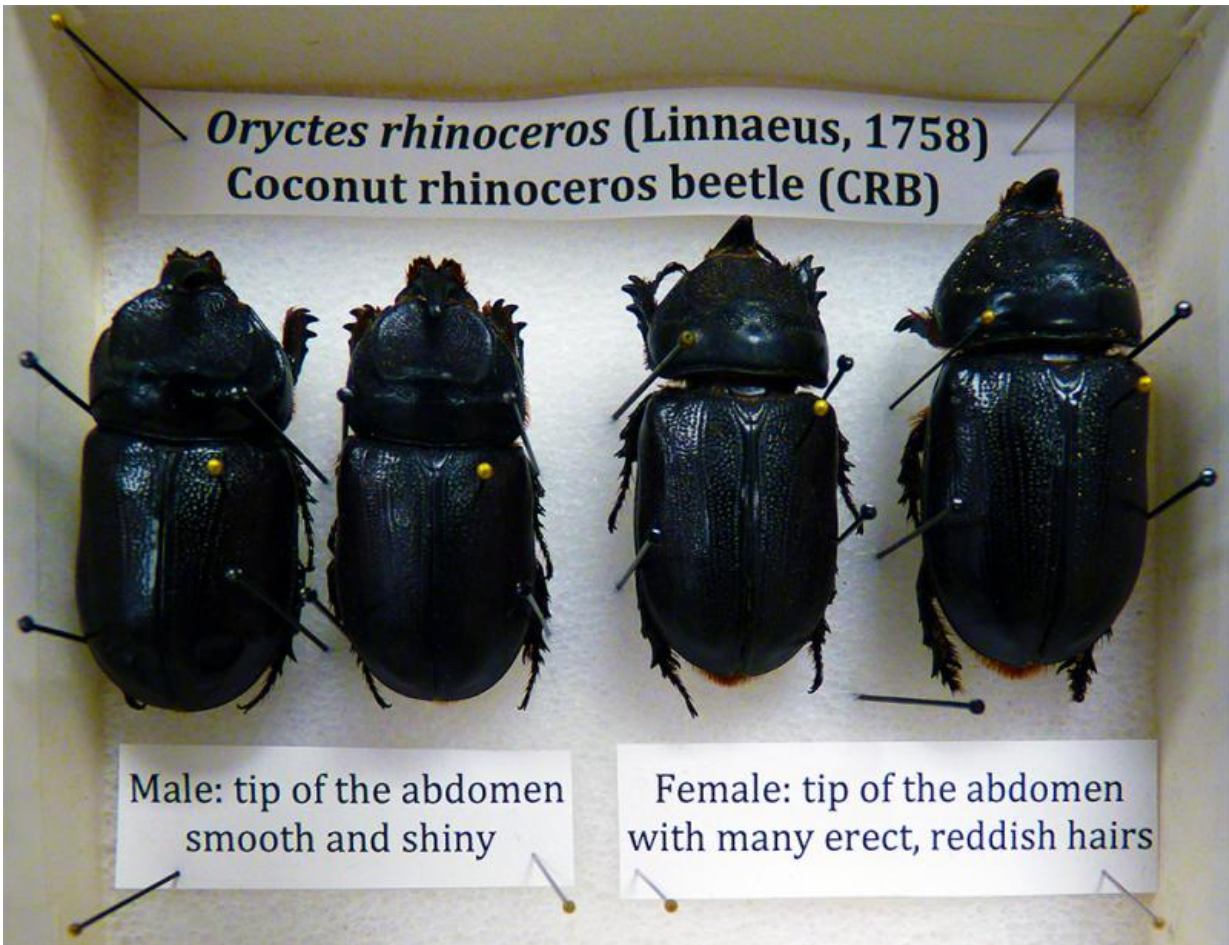 Oryctes rhinoceros (Linnaeus, 1758)
Coconut rhinoceros beetle (CRB)
Male: tip of the abdomen
smooth and shiny
Female: tip of the abdomen
with many erect, reddish hairs